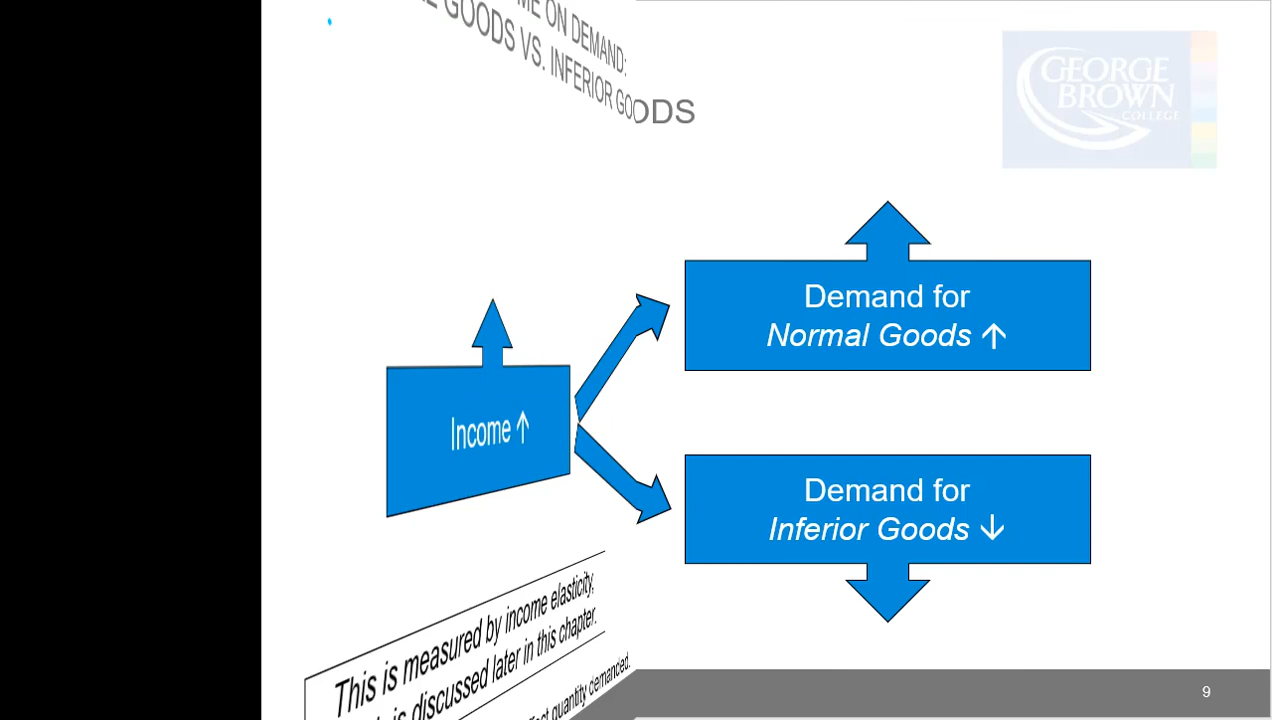 ME ON DEMAND:
GOODS VS. INFERIOR GOODS
GEORGE
BROWN
COLLEGE
Demand for
Normal Goods ↑
Income ↑
Demand for
Inferior Goods ↓
This is measured by income elasticity,
is discussed later in this chapter.
quantity demanded.
9